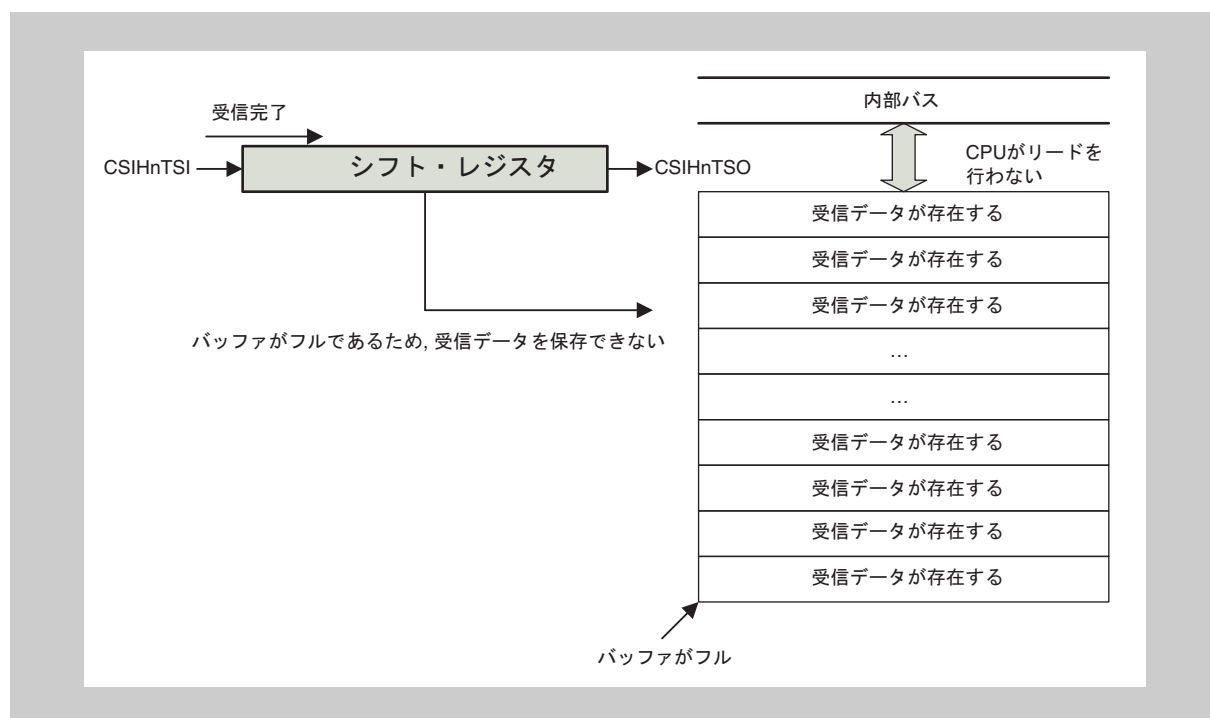 受信完了
CSIHnTSI
シフト・レジスタ
CSIHnTSO
バッファがフルであるため, 受信データを保存できない
内部バス
CPUがリードを
行わない
受信データが存在する
受信データが存在する
受信データが存在する
…
…
受信データが存在する
受信データが存在する
受信データが存在する
受信データが存在する
バッファがフル